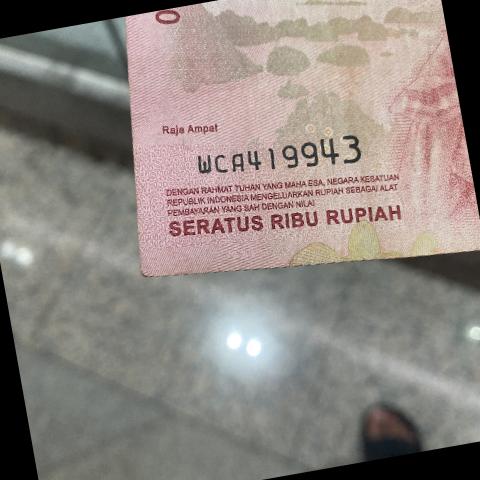 0
Raja Ampat
WCA419943
DENGAN RAHMAT TUHAN YANG MAHA ESA, NEGARA KESATUAN
REPUBLIK INDONESIA MENGELUARKAN RUPIAH SEBAGAI ALAT
PEMBAYARAN YANG SAH DENGAN NILAI
SERATUS RIBU RUPIAH